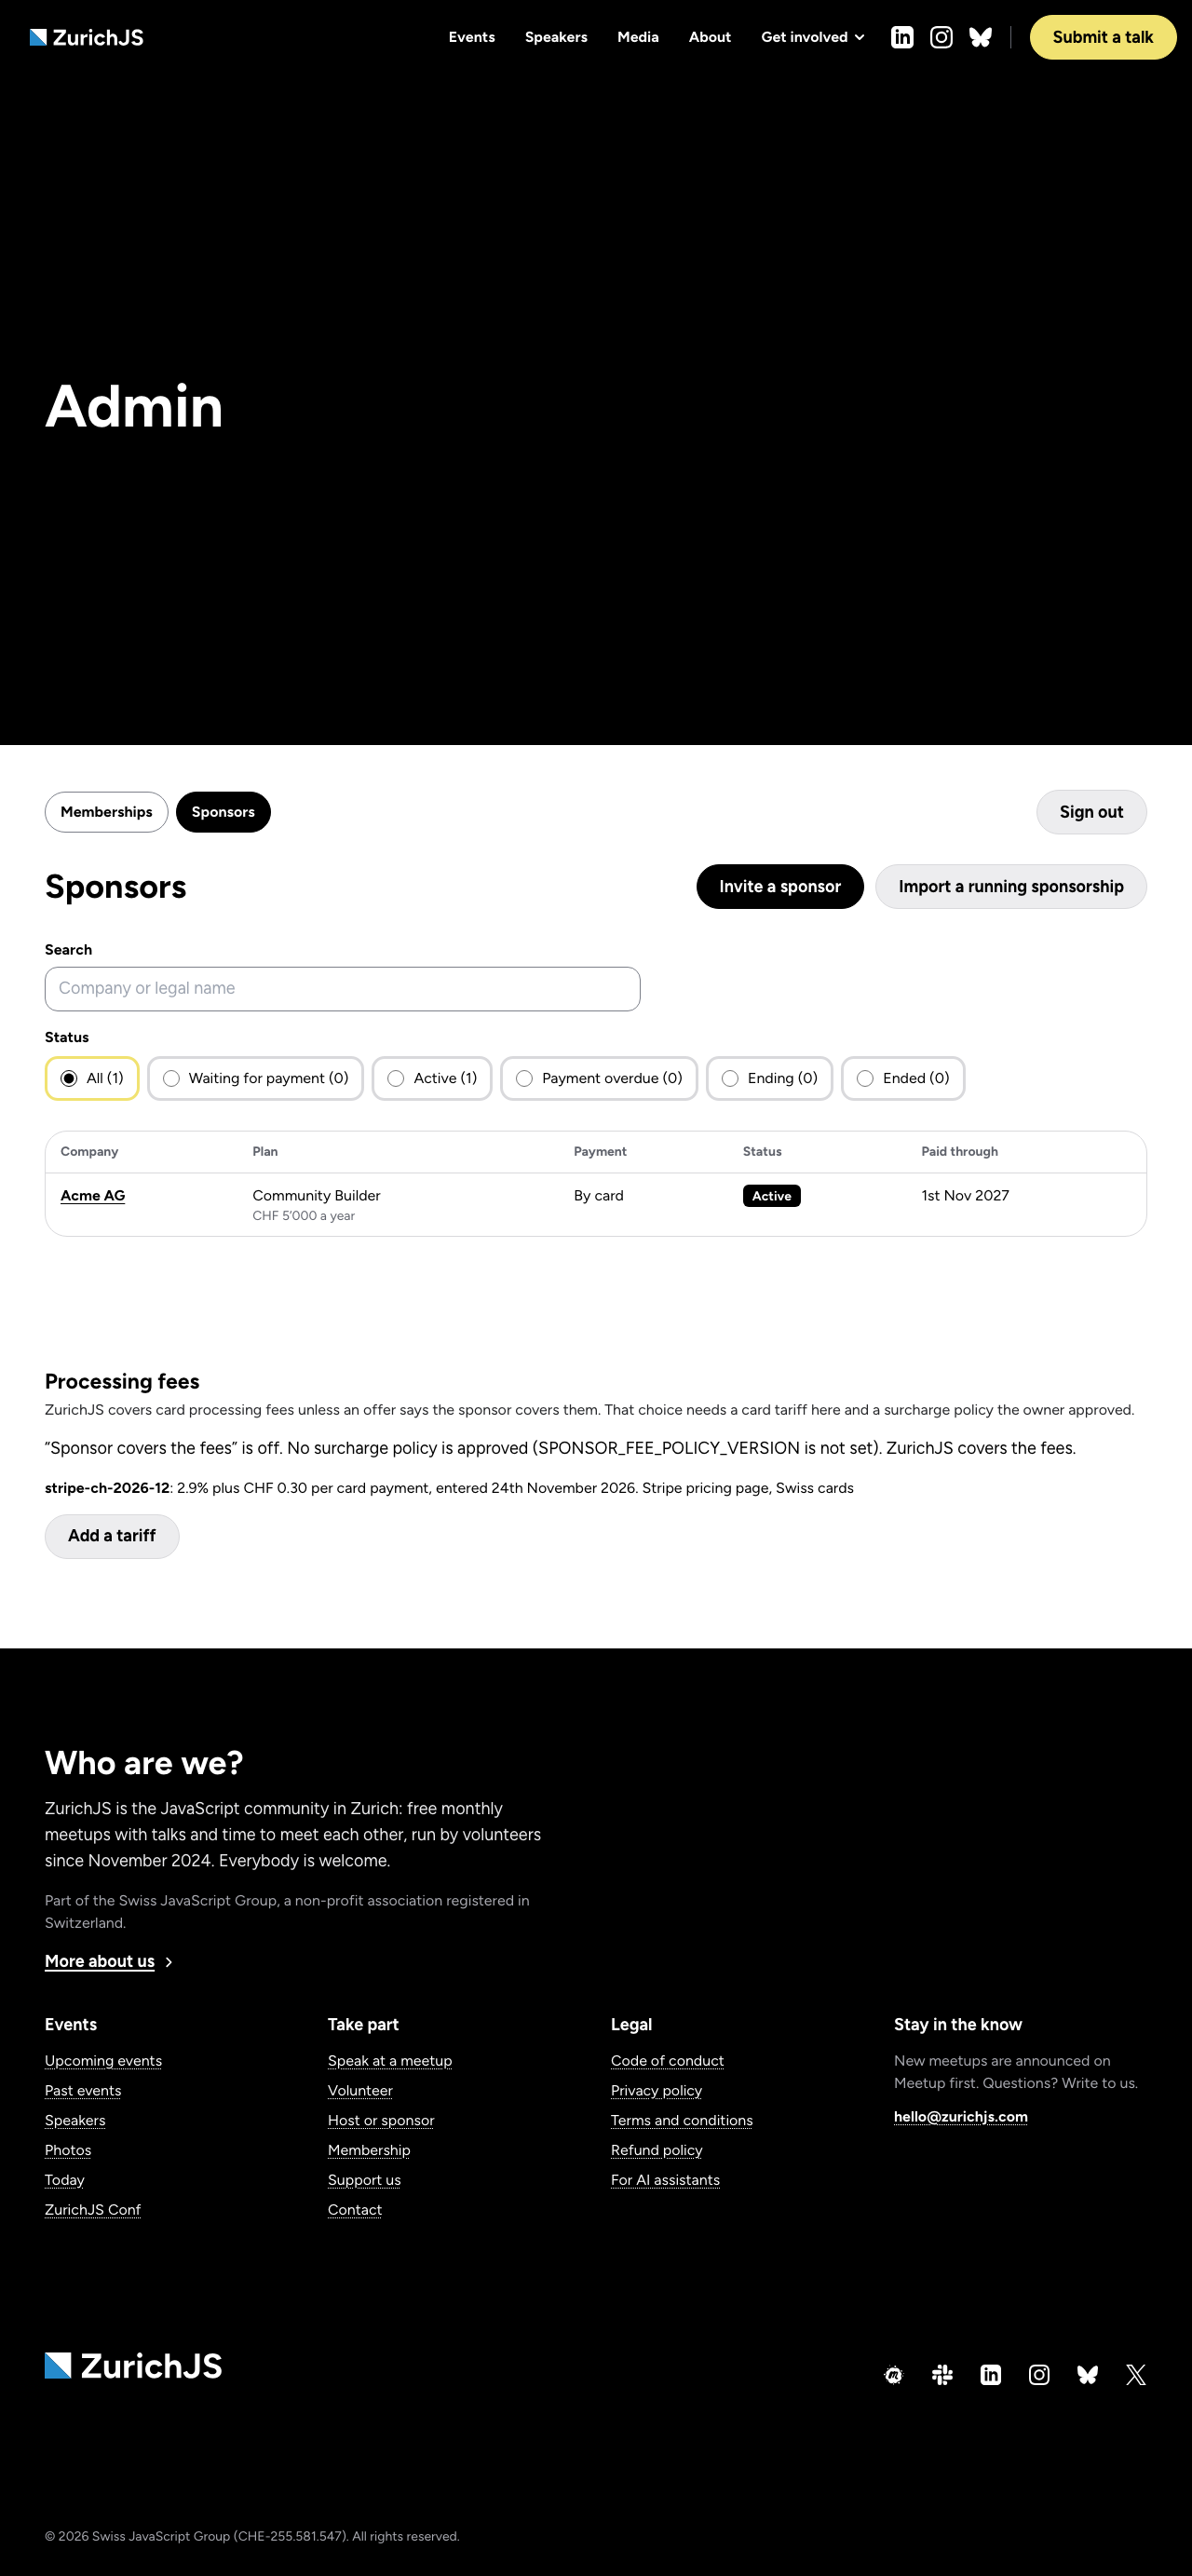 ZurichJS
Events
Speakers
Media
About
Get involved
Submit a talk
Admin
Memberships
Sponsors
Sign out
Sponsors
Invite a sponsor
Import a running sponsorship
Search
Company or legal name
Status
All (1)
Waiting for payment (0)
Active (1)
Payment overdue (0)
Ending (0)
Ended (0)
Company Plan Payment Status Paid through
Acme AG Community Builder By card Active 1st Nov 2027
CHF 5’000 a year
Processing fees
ZurichJS covers card processing fees unless an offer says the sponsor covers them. That choice needs a card tariff here and a surcharge policy the owner approved.
“Sponsor covers the fees” is off. No surcharge policy is approved (SPONSOR_FEE_POLICY_VERSION is not set). ZurichJS covers the fees.
stripe-ch-2026-12: 2.9% plus CHF 0.30 per card payment, entered 24th November 2026. Stripe pricing page, Swiss cards
Add a tariff
Who are we?
ZurichJS is the JavaScript community in Zurich: free monthly
meetups with talks and time to meet each other, run by volunteers
since November 2024. Everybody is welcome.
Part of the Swiss JavaScript Group, a non-profit association registered in
Switzerland.
More about us
Events
Upcoming events
Past events
Speakers
Photos
Today
ZurichJS Conf
Take part
Speak at a meetup
Volunteer
Host or sponsor
Membership
Support us
Contact
Legal
Code of conduct
Privacy policy
Terms and conditions
Refund policy
For AI assistants
Stay in the know
New meetups are announced on
Meetup first. Questions? Write to us.
hello@zurichjs.com
ZurichJS
© 2026 Swiss JavaScript Group (CHE-255.581.547). All rights reserved.